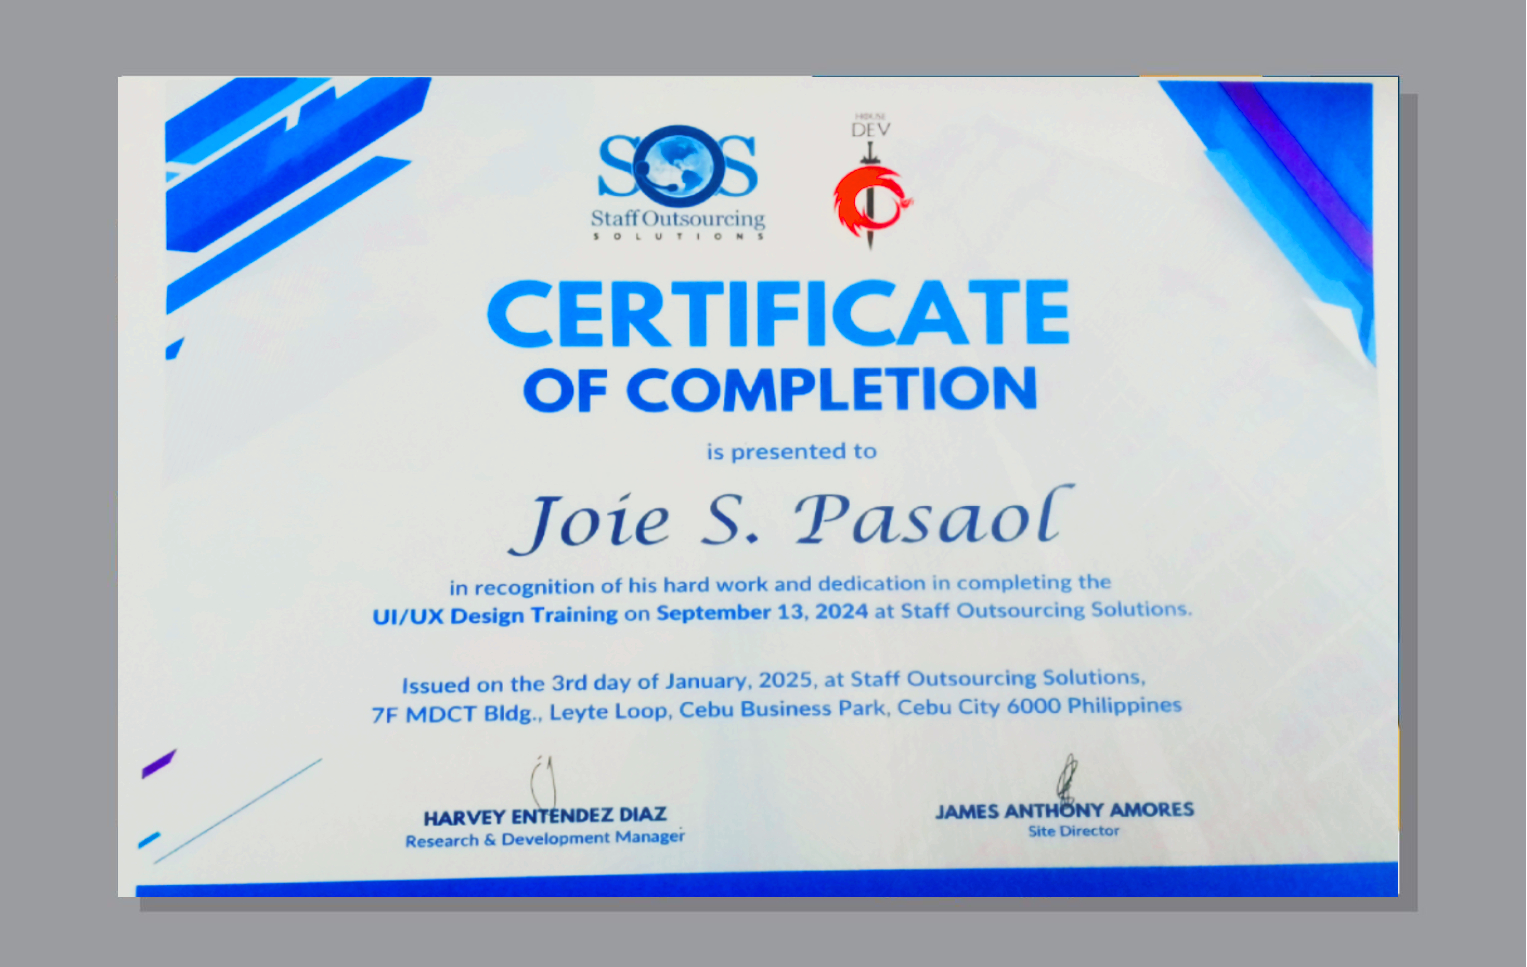 SOS
Staff Outsourcing
SOLUTIONS
HOUSE
DEV
CERTIFICATE
OF COMPLETION
is presented to
Joie S. Pasaol
in recognition of his hard work and dedication in completing the
UI/UX Design Training on September 13, 2024 at Staff Outsourcing Solutions.
Issued on the 3rd day of January, 2025, at Staff Outsourcing Solutions,
7F MDCT Bldg., Leyte Loop, Cebu Business Park, Cebu City 6000 Philippines
HARVEY ENTENDEZ DIAZ
Research & Development Manager
JAMES ANTHONY AMORES
Site Director